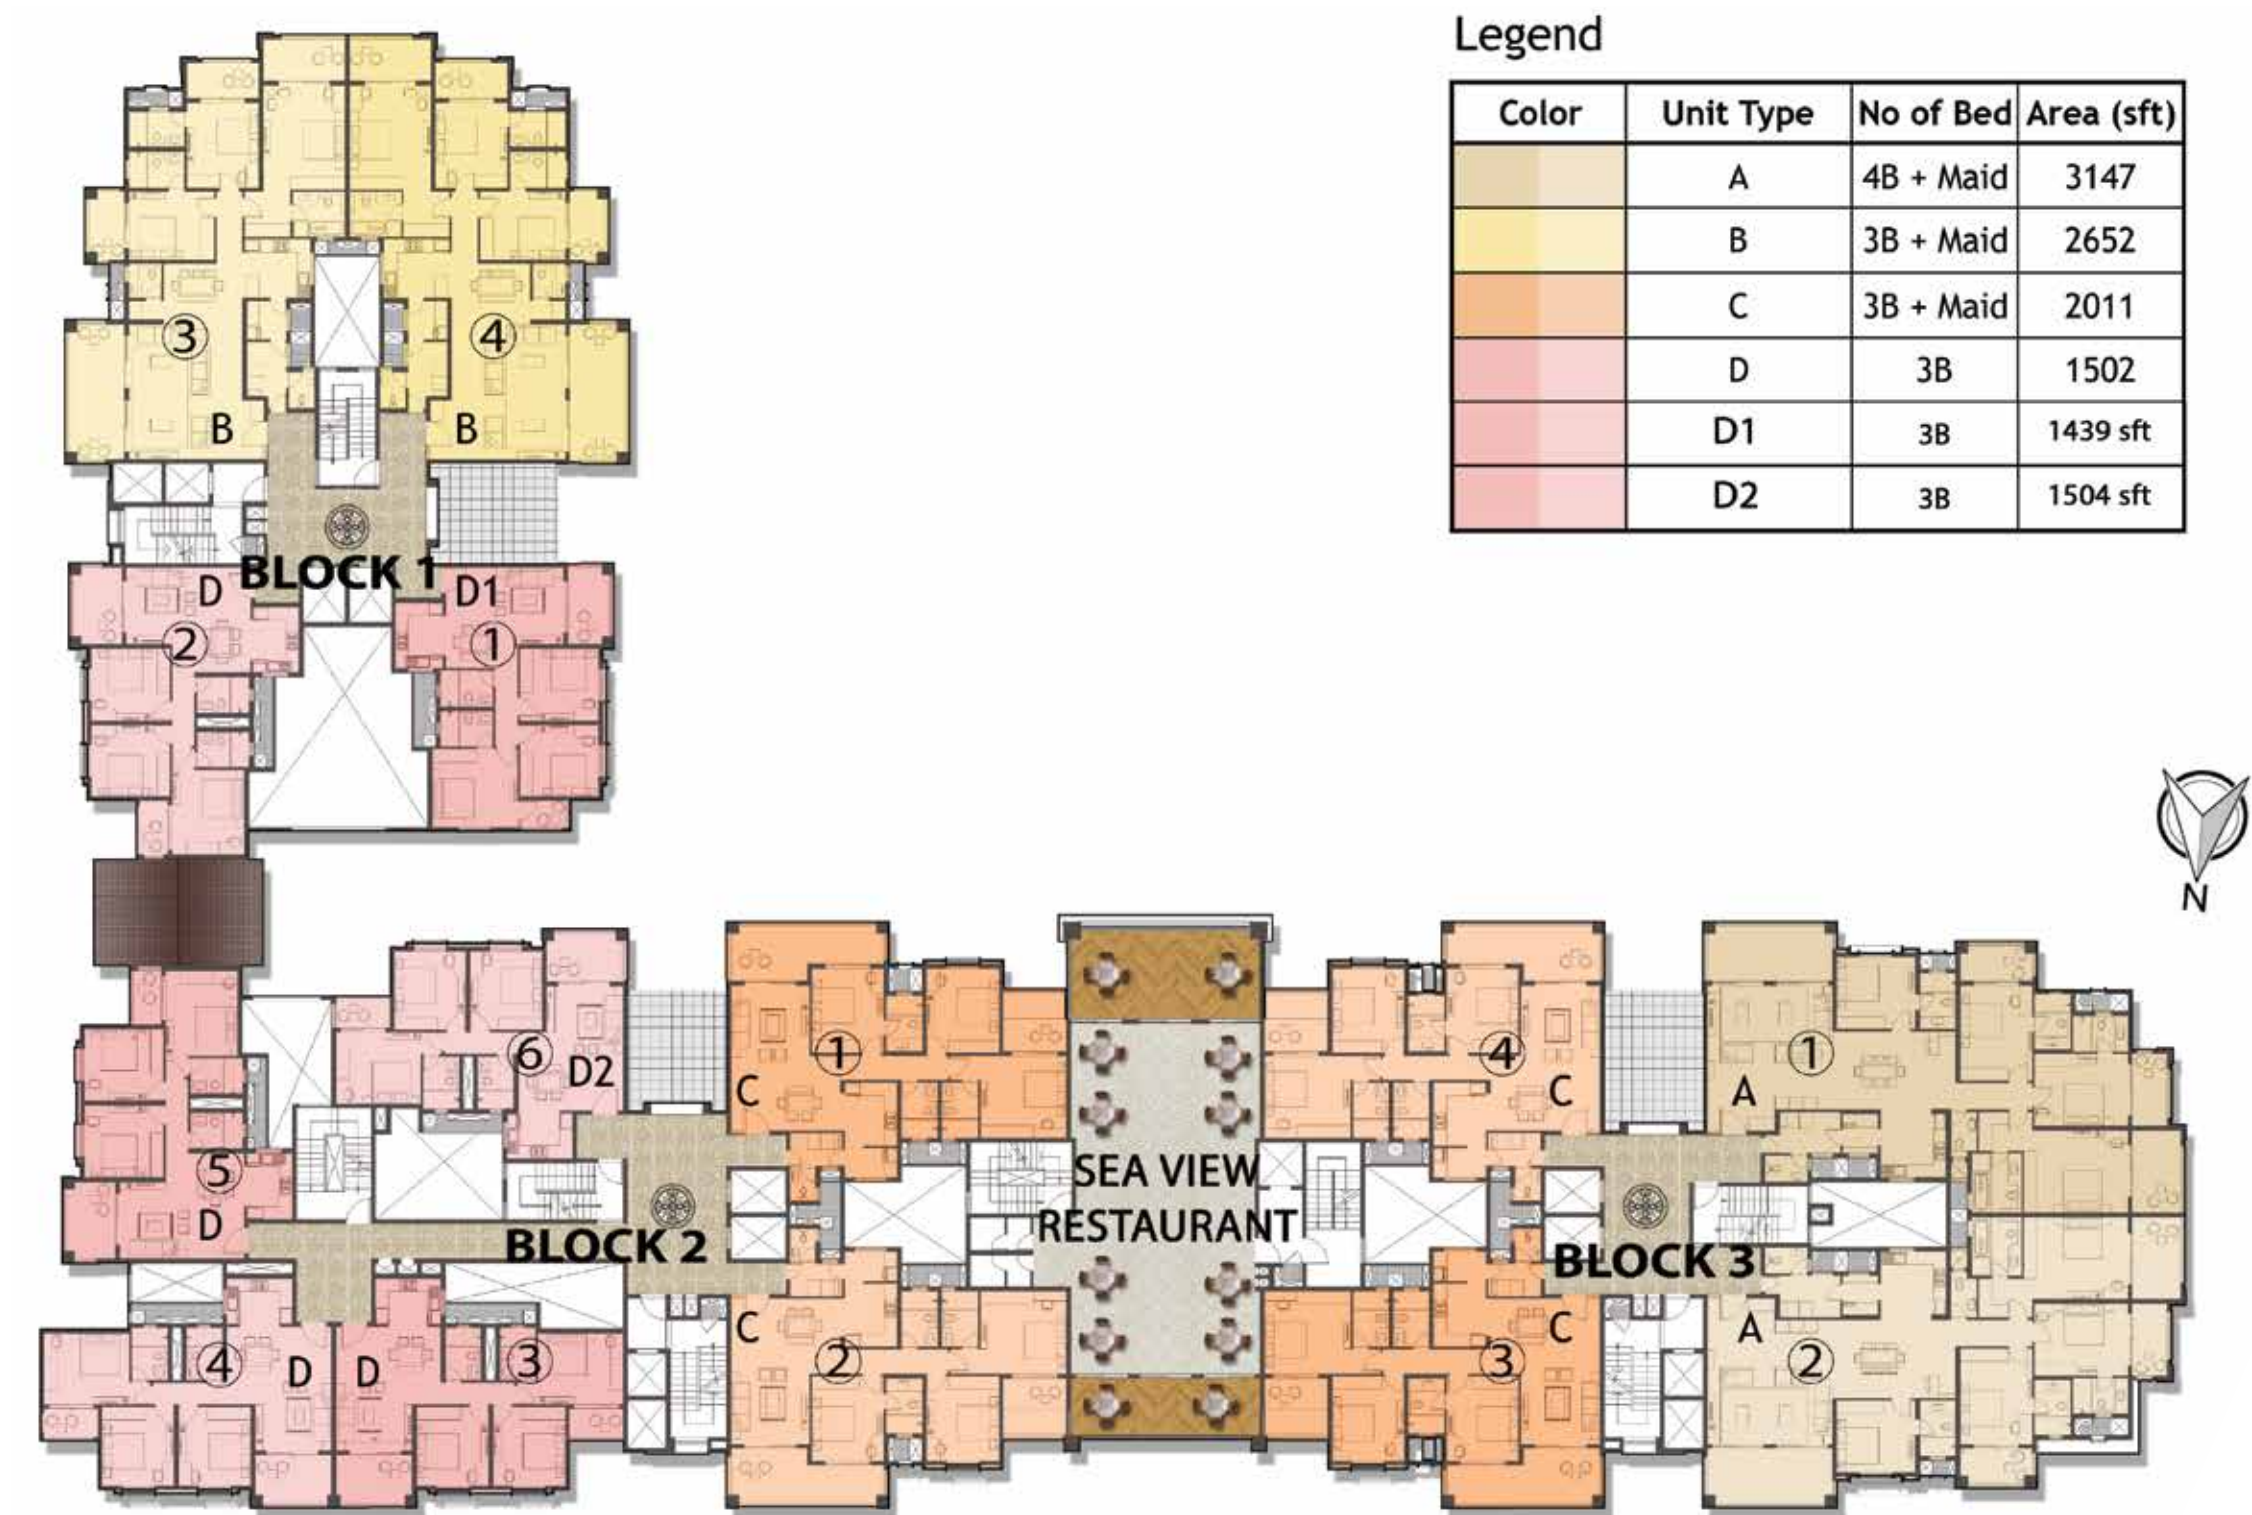 Legend
Color Unit Type No of Bed Area (sft)
A 4B + Maid 3147
B 3B + Maid 2652
C 3B + Maid 2011
D 3B 1502
D1 3B 1439 sft
D2 3B 1504 sft
3 4
B B
BLOCK 1
D D1
2 1
N
6
D2
1
C
4
C
1
A
5
D
SEA VIEW
RESTAURANT
BLOCK 2
BLOCK 3
4 D D 3
C
2
C
3
A
2